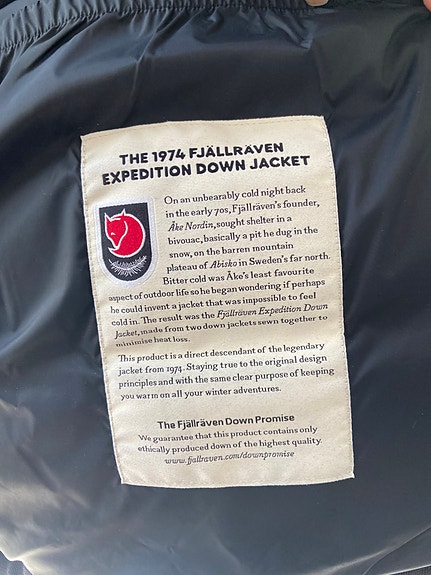 THE 1974 FJÄLLRÄVEN
EXPEDITION DOWN JACKET
On an unbearably cold night back
in the early 70s, Fjällräven's founder,
Åke Nordin, sought shelter in a
bivouac, basically a pit he dug in the
snow, on the barren mountain
plateau of Abisko in Sweden's far north.
Bitter cold was Åke's least favourite
aspect of outdoor life so he began wondering if perhaps
he could invent a jacket that was impossible to feel
cold in. The result was the Fjällräven Expedition Down
Jacket, made from two down jackets sewn together to
minimise heat loss.
This product is a direct descendant of the legendary
jacket from 1974. Staying true to the original design
principles and with the same clear purpose of keeping
you warm on all your winter adventures.
The Fjällräven Down Promise
We guarantee that this product contains only
ethically produced down of the highest quality.
www.fjallraven.com/downpromise